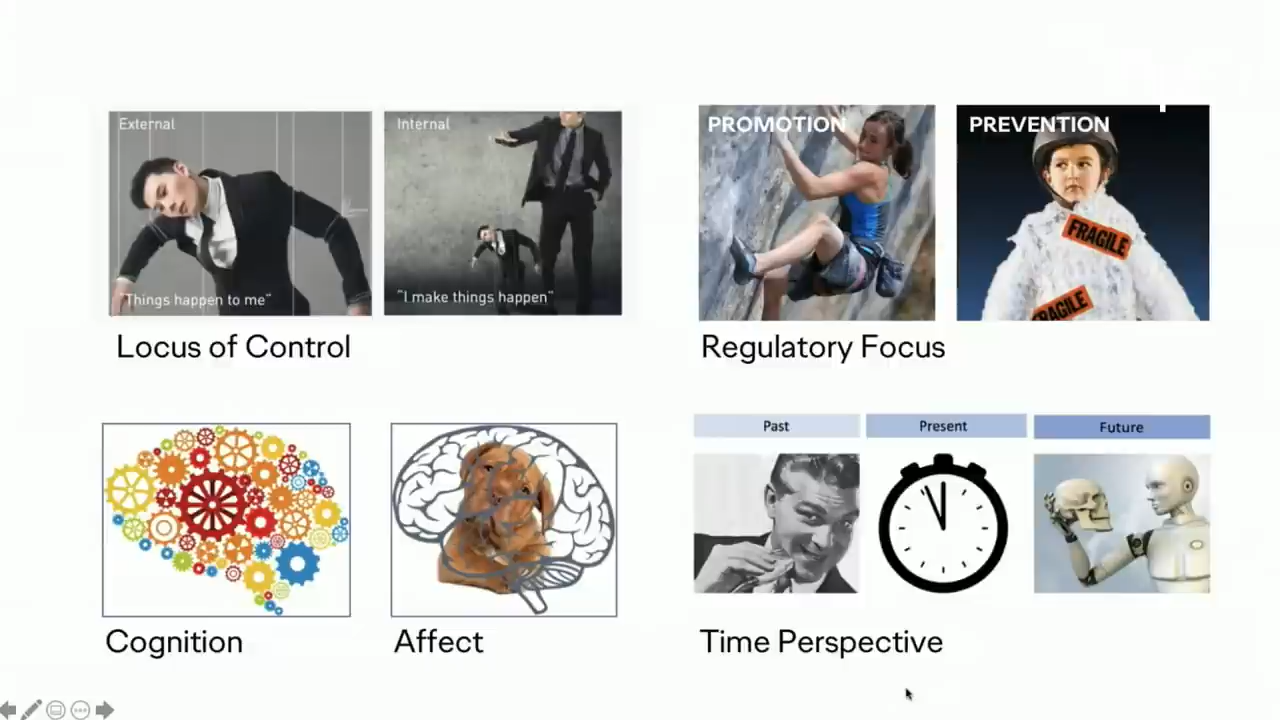 External
"Things happen to me"
Internal
"I make things happen"
Locus of Control
PROMOTION
PREVENTION
FRAGILE
FRAGILE
Regulatory Focus
Cognition
Affect
Past
Present
Future
Time Perspective